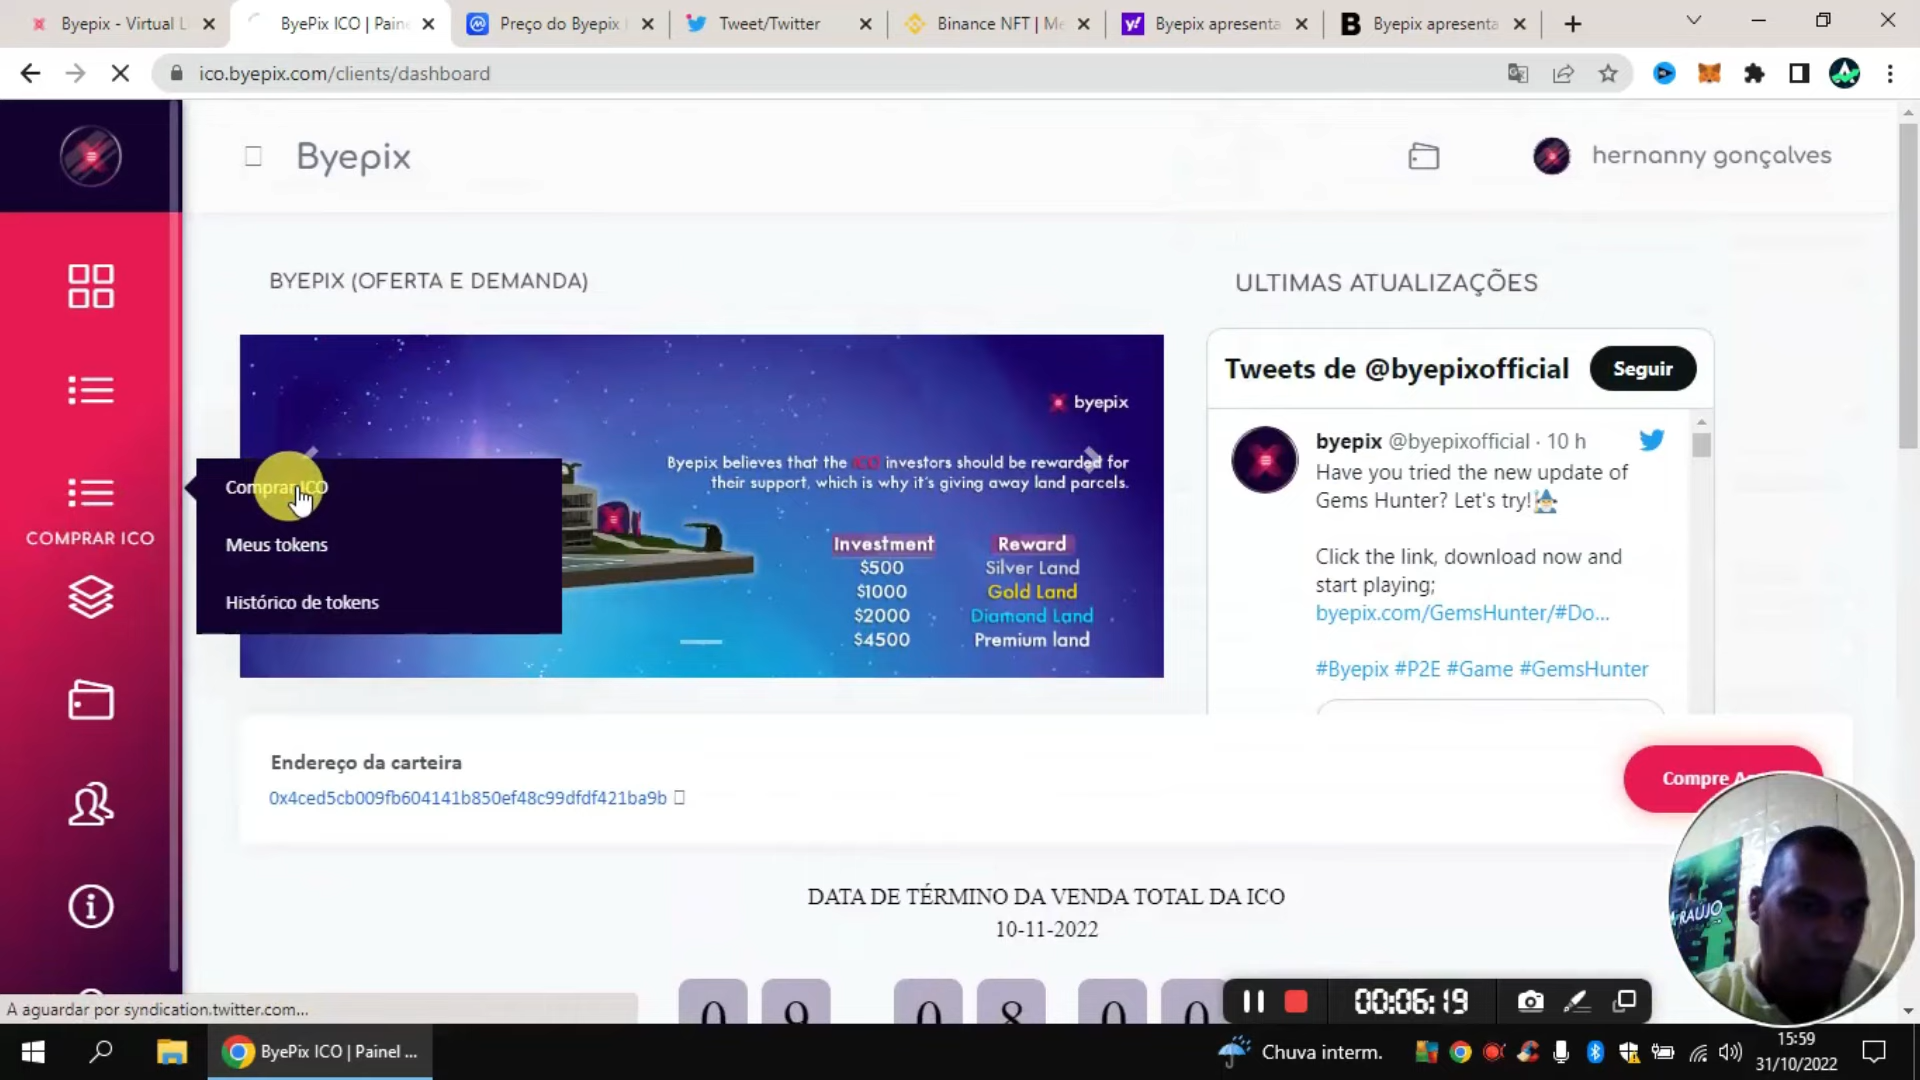 Byepix - Virtual L
ByePix ICO | Paine
Preço do Byepix
Tweet/Twitter
Binance NFT | Me
Byepix apresenta
B Byepix apresenta
ico.byepix.com/clients/dashboard
Byepix
hernanny gonçalves
BYEPIX (OFERTA E DEMANDA)
ULTIMAS ATUALIZAÇÕES
byepix
Byepix believes that the ICO investors should be rewarded for
their support, which is why it's giving away land parcels.
Investment Reward
$500 Silver Land
$1000 Gold Land
$2000 Diamond Land
$4500 Premium land
Tweets de @byepixofficial
Seguir
byepix @byepixofficial · 10 h
Have you tried the new update of
Gems Hunter? Let's try!
Click the link, download now and
start playing;
byepix.com/GemsHunter/#Do...
#Byepix #P2E #Game #GemsHunter
COMPRAR ICO
Comprar ICO
Meus tokens
Histórico de tokens
Endereço da carteira
0x4ced5cb009fb604141b850ef48c99dfdf421ba9b
Compre
DATA DE TÉRMINO DA VENDA TOTAL DA ICO
10-11-2022
09 08 00
ARAUJO
00:06:19
A aguardar por syndication.twitter.com...
ByePix ICO | Painel ...
Chuva interm.
15:59
31/10/2022